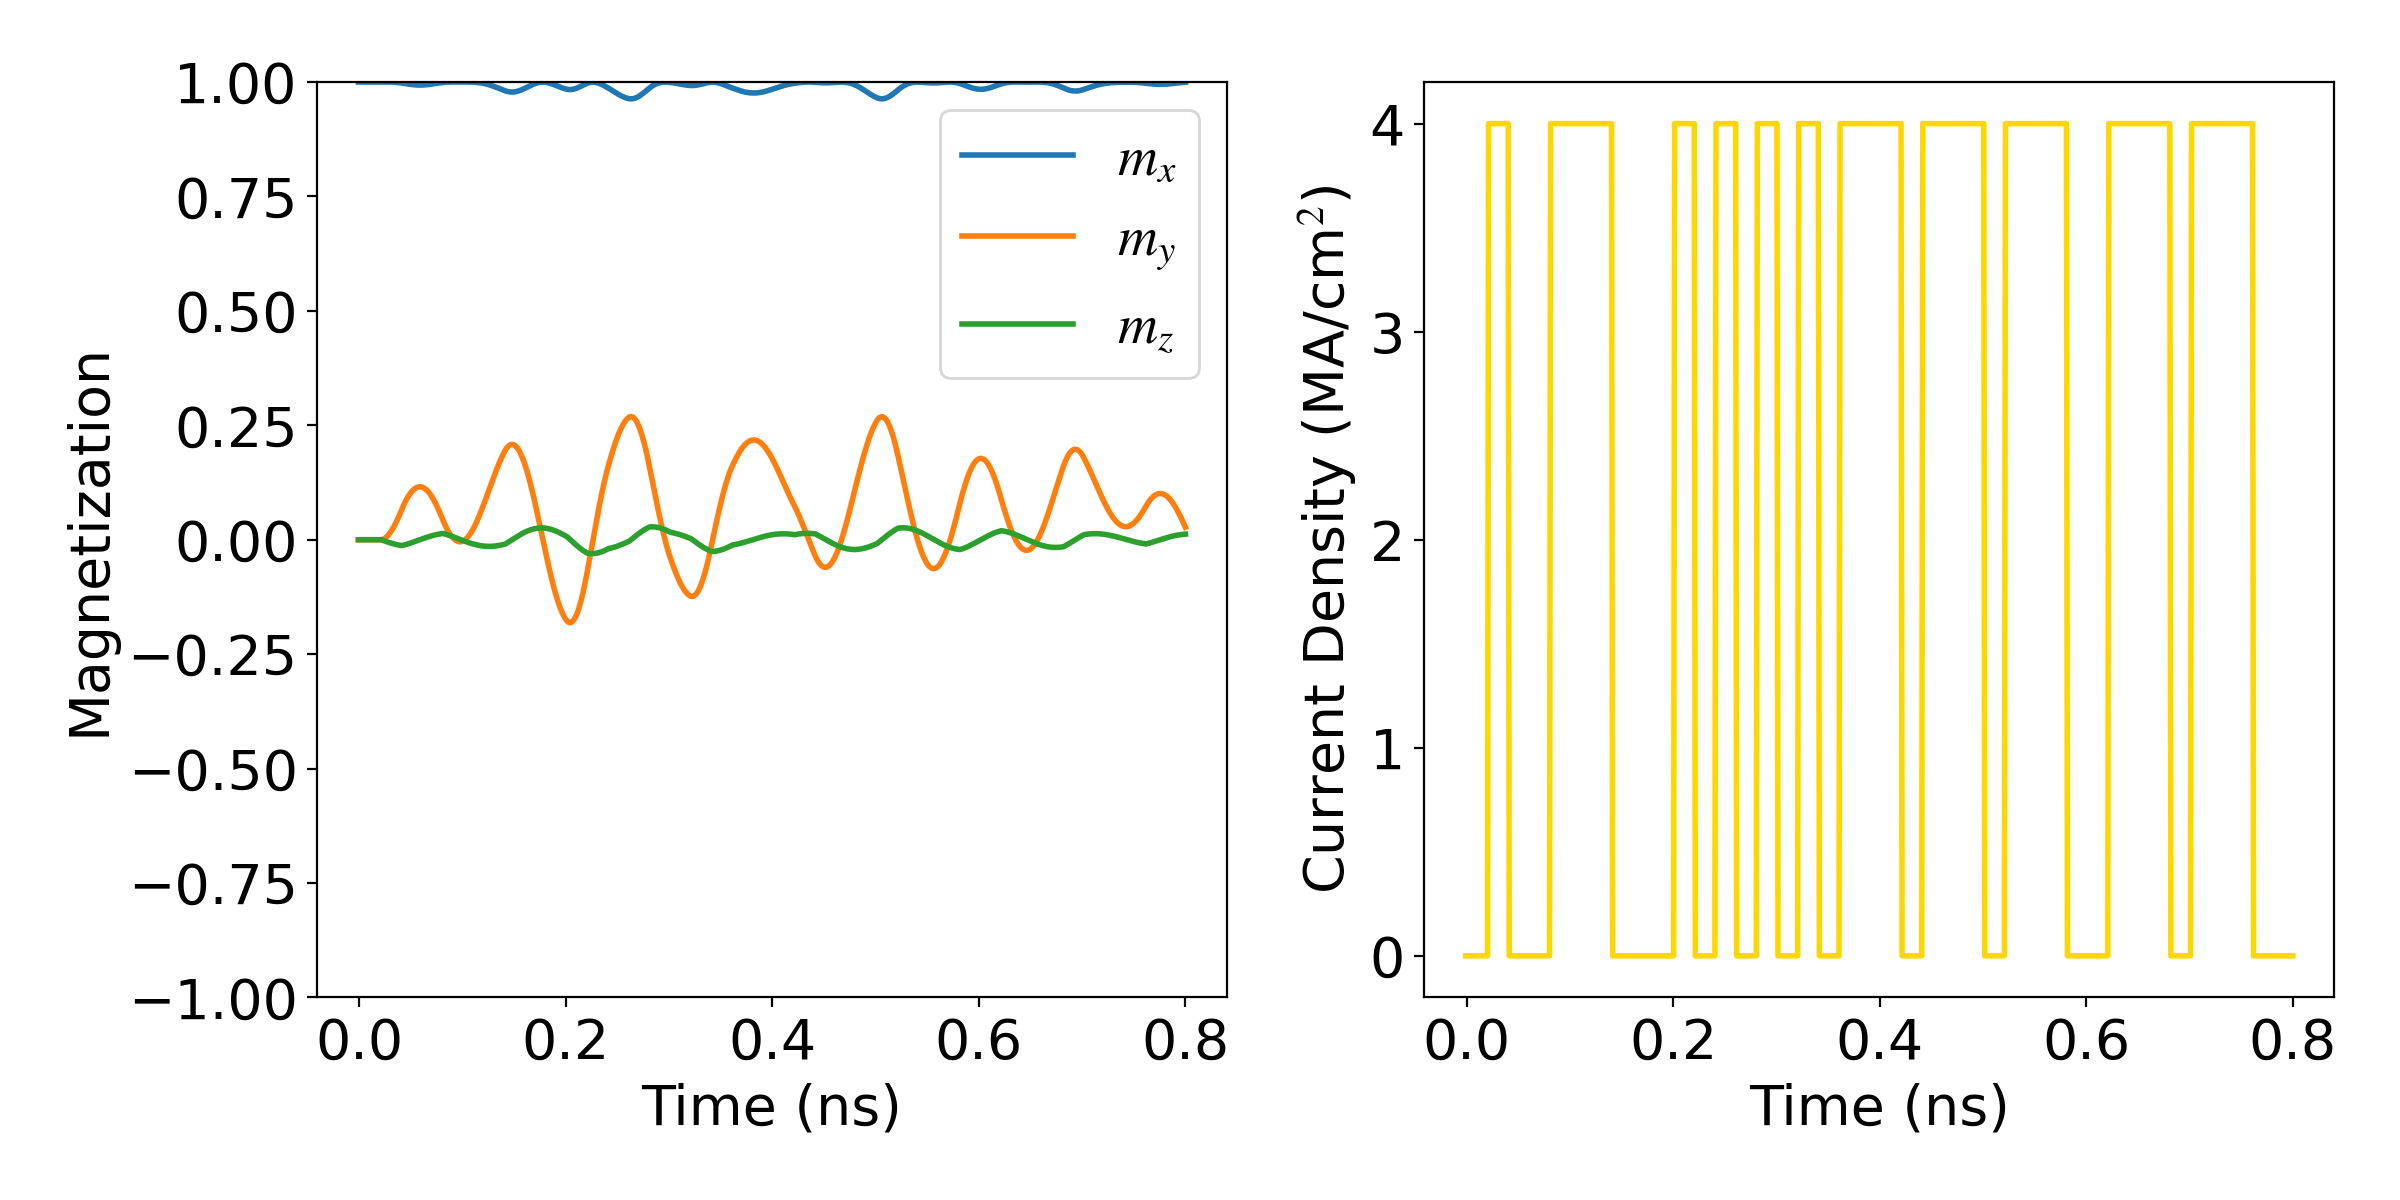 Magnetization
1.00
0.75
0.50
0.25
0.00
−0.25
−0.50
−0.75
−1.00
0.0 0.2 0.4 0.6 0.8
Time (ns)
mₓ
m_y
m_z
Current Density (MA/cm²)
4
3
2
1
0
0.0 0.2 0.4 0.6 0.8
Time (ns)